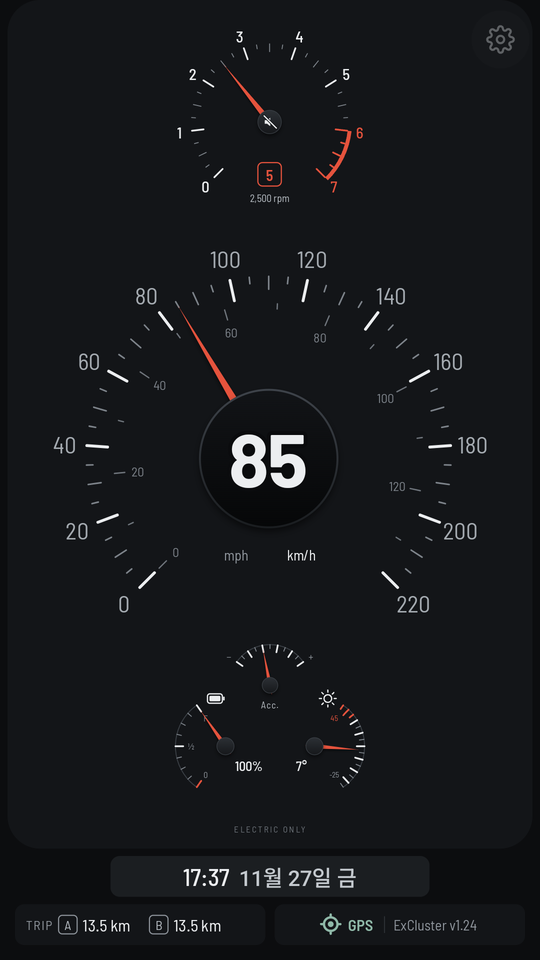 0 1 2 3 4 5 6 7
5
2,500 rpm
0 20 40 60 80 100 120 140 160 180 200 220
0 20 40 60 80 100 120
85
mph km/h
− +
Acc.
F ½ 0
100%
45 -25
7°
ELECTRIC ONLY
17:37 11월 27일 금
TRIP A 13.5 km B 13.5 km
GPS ExCluster v1.24